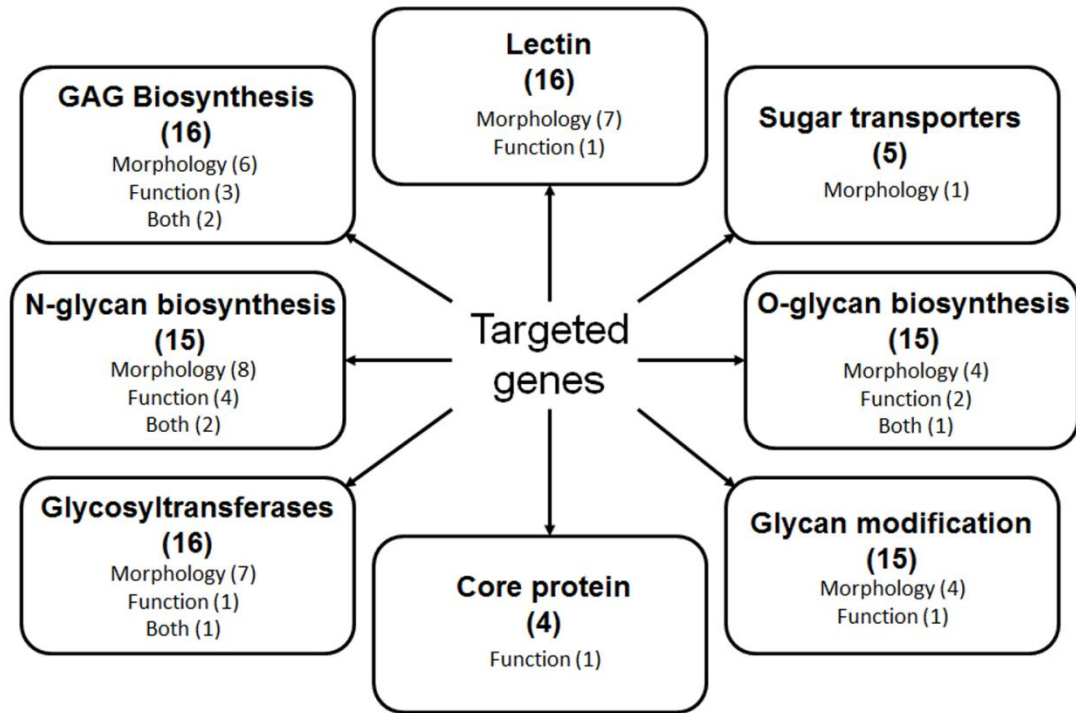 Lectin
(16)
Morphology (7)
Function (1)
GAG Biosynthesis
(16)
Morphology (6)
Function (3)
Both (2)
Sugar transporters
(5)
Morphology (1)
N-glycan biosynthesis
(15)
Morphology (8)
Function (4)
Both (2)
Targeted
genes
O-glycan biosynthesis
(15)
Morphology (4)
Function (2)
Both (1)
Glycosyltransferases
(16)
Morphology (7)
Function (1)
Both (1)
Core protein
(4)
Function (1)
Glycan modification
(15)
Morphology (4)
Function (1)